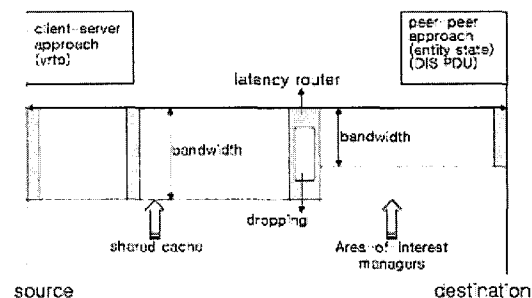 client-server
approach
(vrtp)
peer-peer
approach
(entity state)
(DIS PDU)
latency router
bandwidth
bandwidth
dropping
shared cache
Area-of-interest
managers
source
destination